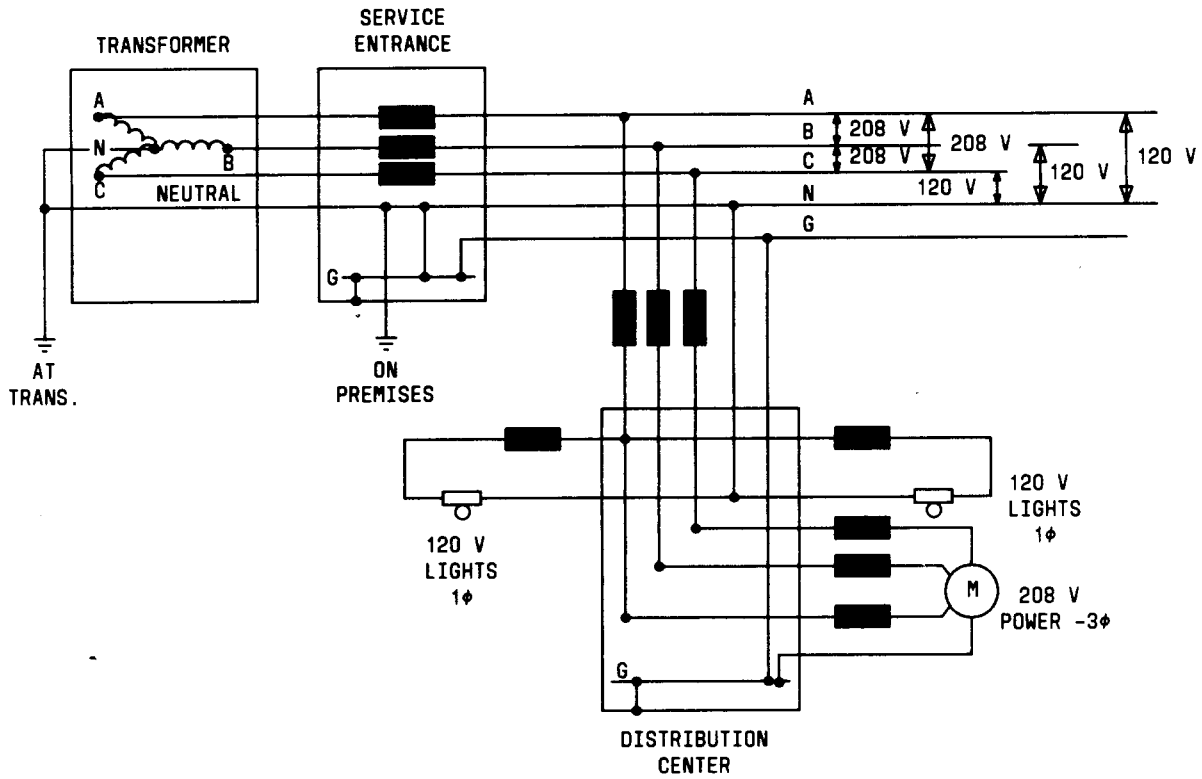 TRANSFORMER
SERVICE
ENTRANCE
A
N
B
C
NEUTRAL
G
ON
PREMISES
AT
TRANS.
A
B
C
N
G
208 V
208 V
208 V
120 V
120 V
120 V
120 V
LIGHTS
1ϕ
120 V
LIGHTS
1ϕ
M
208 V
POWER -3ϕ
G
DISTRIBUTION
CENTER